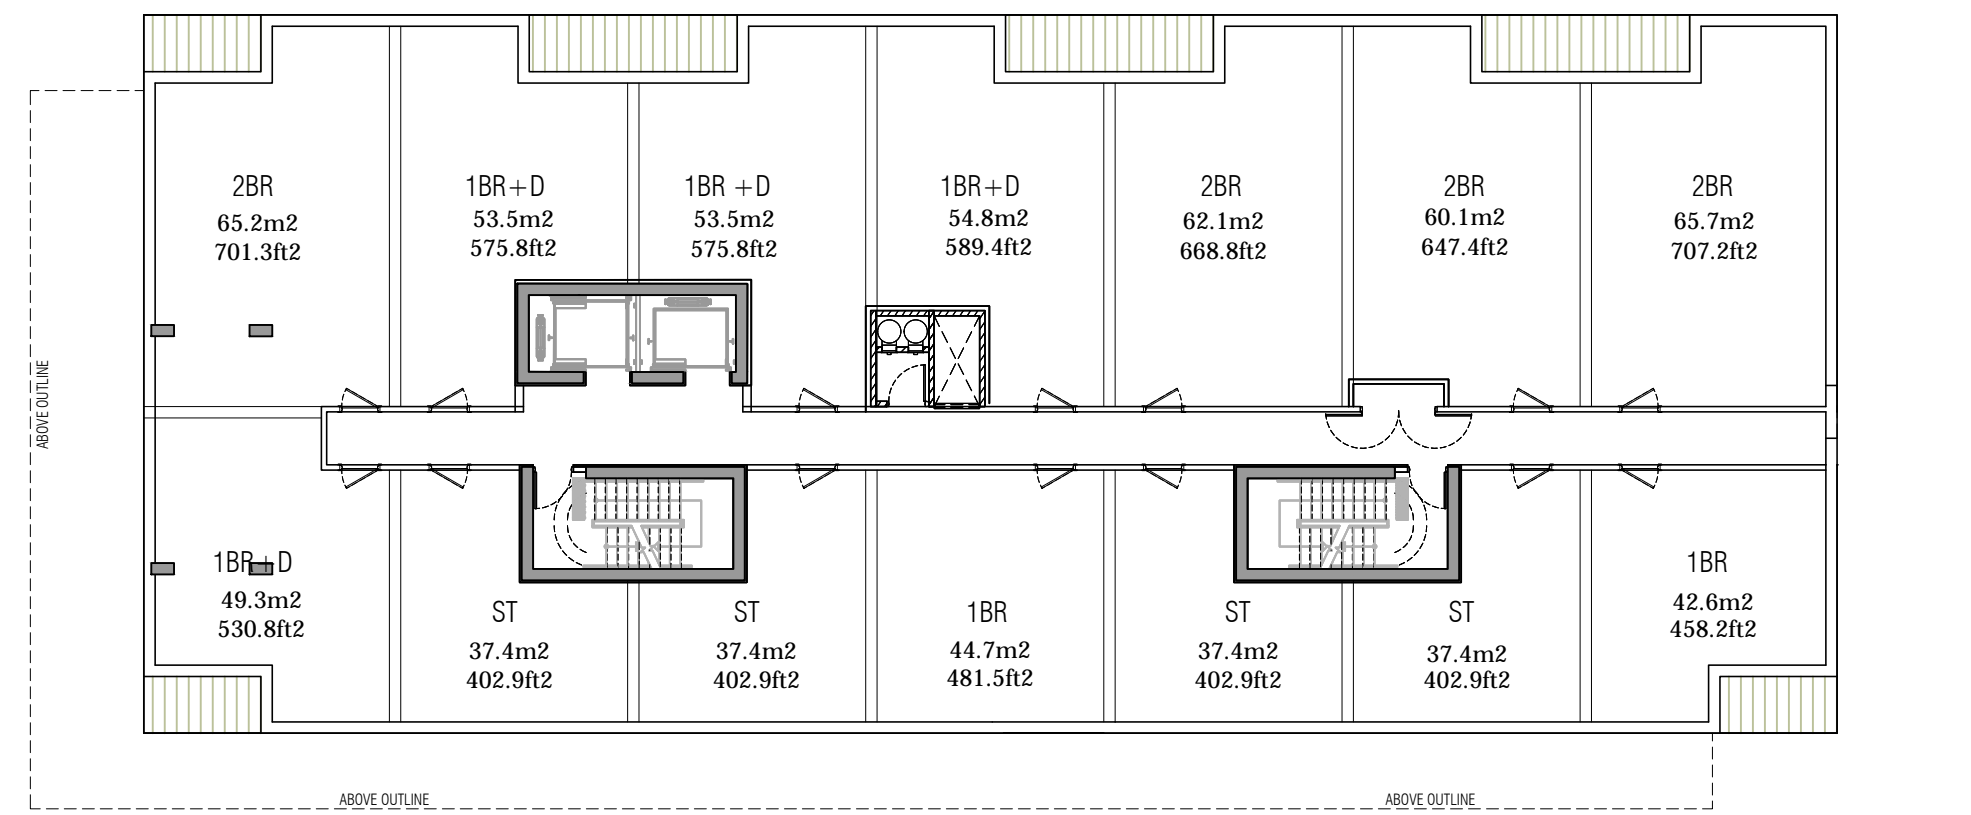 2BR
65.2m2
701.3ft2
1BR+D
53.5m2
575.8ft2
1BR +D
53.5m2
575.8ft2
1BR+D
54.8m2
589.4ft2
2BR
62.1m2
668.8ft2
2BR
60.1m2
647.4ft2
2BR
65.7m2
707.2ft2
ABOVE OUTLINE
1BR+D
49.3m2
530.8ft2
ST
37.4m2
402.9ft2
ST
37.4m2
402.9ft2
1BR
44.7m2
481.5ft2
ST
37.4m2
402.9ft2
ST
37.4m2
402.9ft2
1BR
42.6m2
458.2ft2
ABOVE OUTLINE
ABOVE OUTLINE